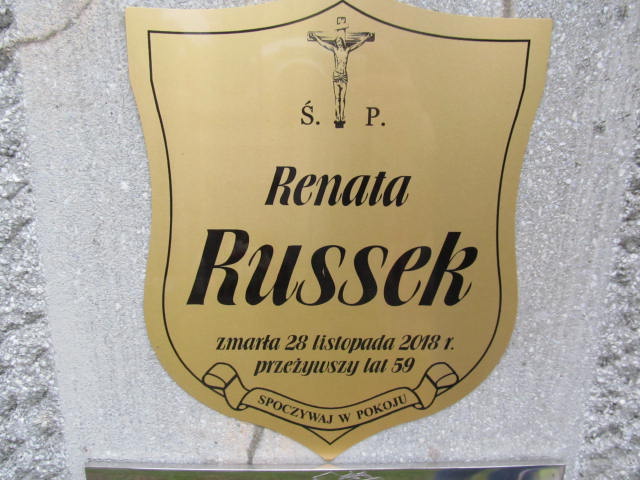 Ś. P.
Renata
Russek
zmarła 28 listopada 2018 r.
przeżywszy lat 59
SPOCZYWAJ W POKOJU